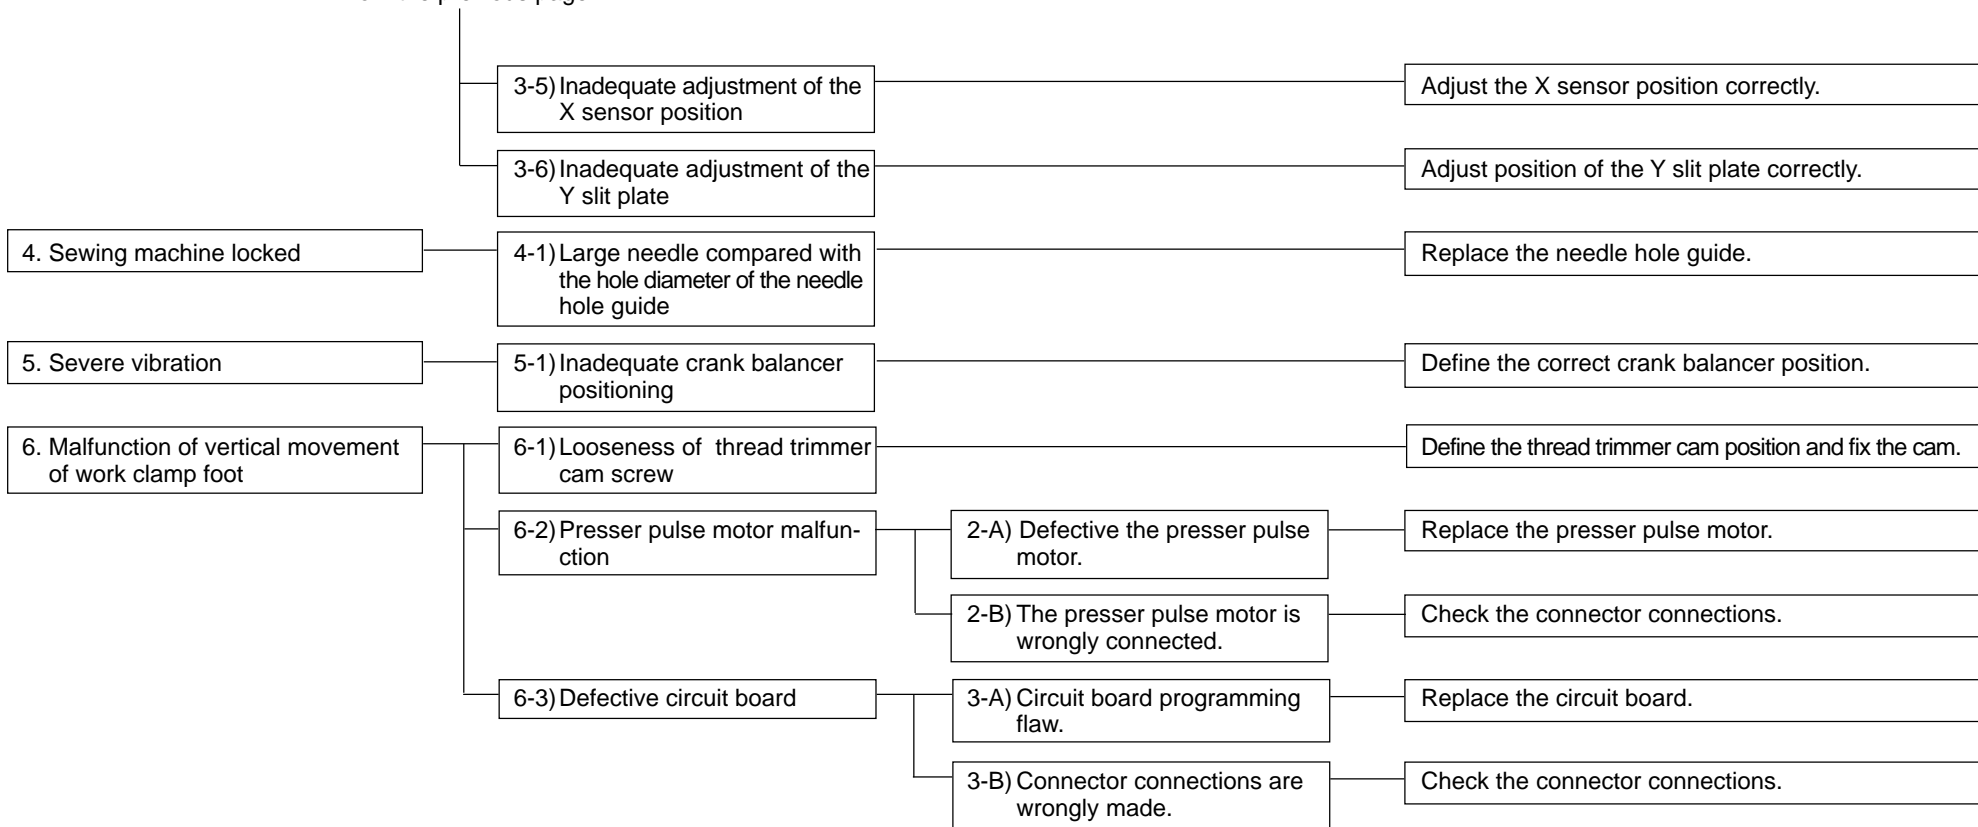 previous page
3-5) Inadequate adjustment of the
X sensor position
Adjust the X sensor position correctly.
3-6) Inadequate adjustment of the
Y slit plate
Adjust position of the Y slit plate correctly.
4. Sewing machine locked
4-1) Large needle compared with
the hole diameter of the needle
hole guide
Replace the needle hole guide.
5. Severe vibration
5-1) Inadequate crank balancer
positioning
Define the correct crank balancer position.
6. Malfunction of vertical movement
of work clamp foot
6-1) Looseness of thread trimmer
cam screw
Define the thread trimmer cam position and fix the cam.
6-2) Presser pulse motor malfun-
ction
2-A) Defective the presser pulse
motor.
Replace the presser pulse motor.
2-B) The presser pulse motor is
wrongly connected.
Check the connector connections.
6-3) Defective circuit board
3-A) Circuit board programming
flaw.
Replace the circuit board.
3-B) Connector connections are
wrongly made.
Check the connector connections.